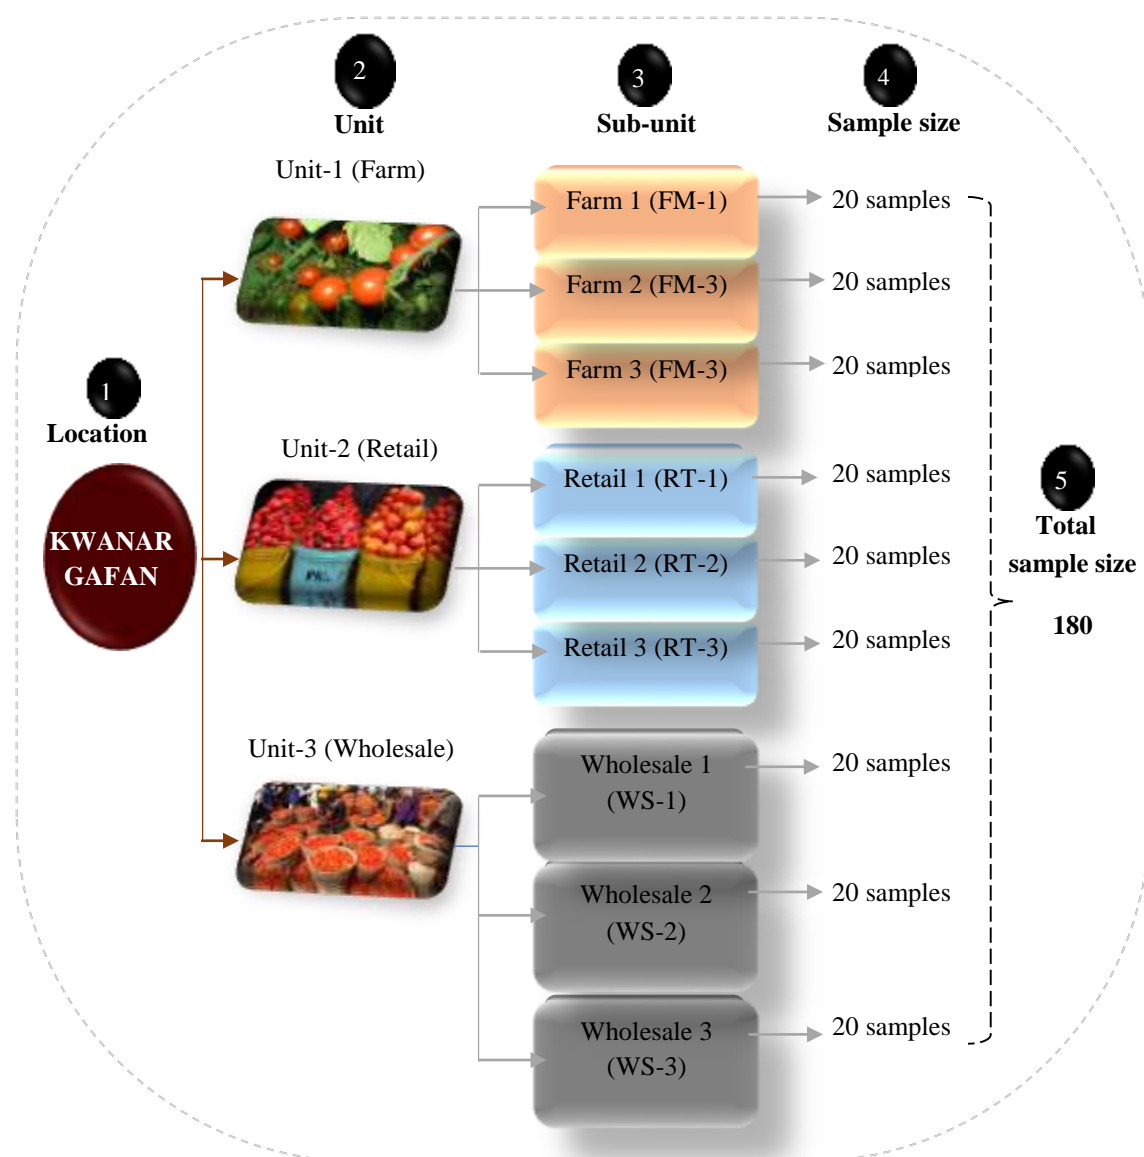 1
Location
KWANAR
GAFAN
2
Unit
Unit-1 (Farm)
Unit-2 (Retail)
Unit-3 (Wholesale)
3
Sub-unit
Farm 1 (FM-1)
Farm 2 (FM-3)
Farm 3 (FM-3)
Retail 1 (RT-1)
Retail 2 (RT-2)
Retail 3 (RT-3)
Wholesale 1
(WS-1)
Wholesale 2
(WS-2)
Wholesale 3
(WS-3)
4
Sample size
20 samples
20 samples
20 samples
20 samples
20 samples
20 samples
20 samples
20 samples
20 samples
5
Total
sample size
180